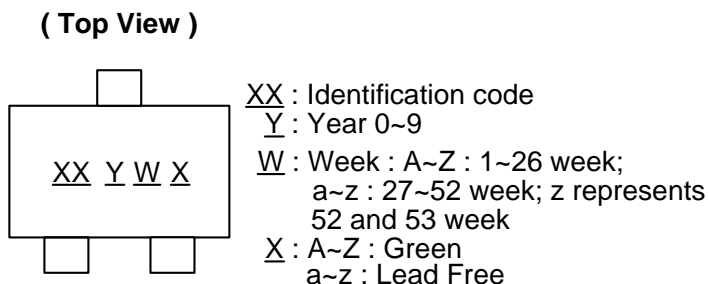 ( Top View )
XX Y W X
XX : Identification code
Y : Year 0~9
W : Week : A~Z : 1~26 week;
a~z : 27~52 week; z represents
52 and 53 week
X : A~Z : Green
a~z : Lead Free